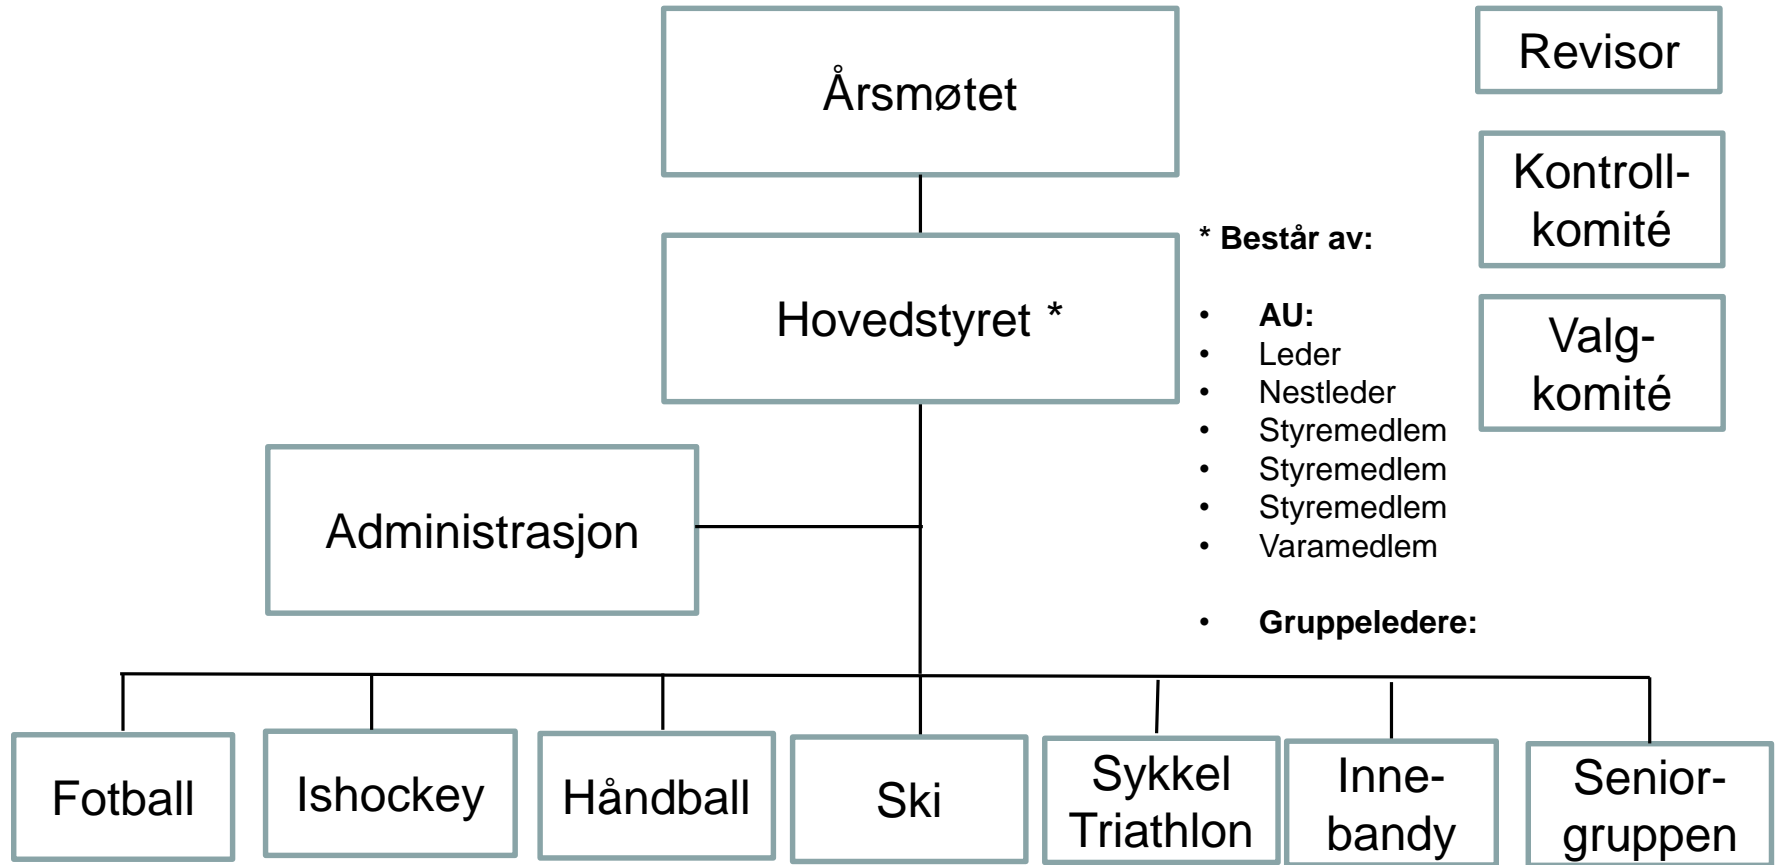 Årsmøtet
Revisor
Kontroll-
komité
Valg-
komité
Hovedstyret *
* Består av:
• AU:
• Leder
• Nestleder
• Styremedlem
• Styremedlem
• Styremedlem
• Varamedlem
• Gruppeledere:
Administrasjon
Fotball
Ishockey
Håndball
Ski
Sykkel
Triathlon
Inne-
bandy
Senior-
gruppen